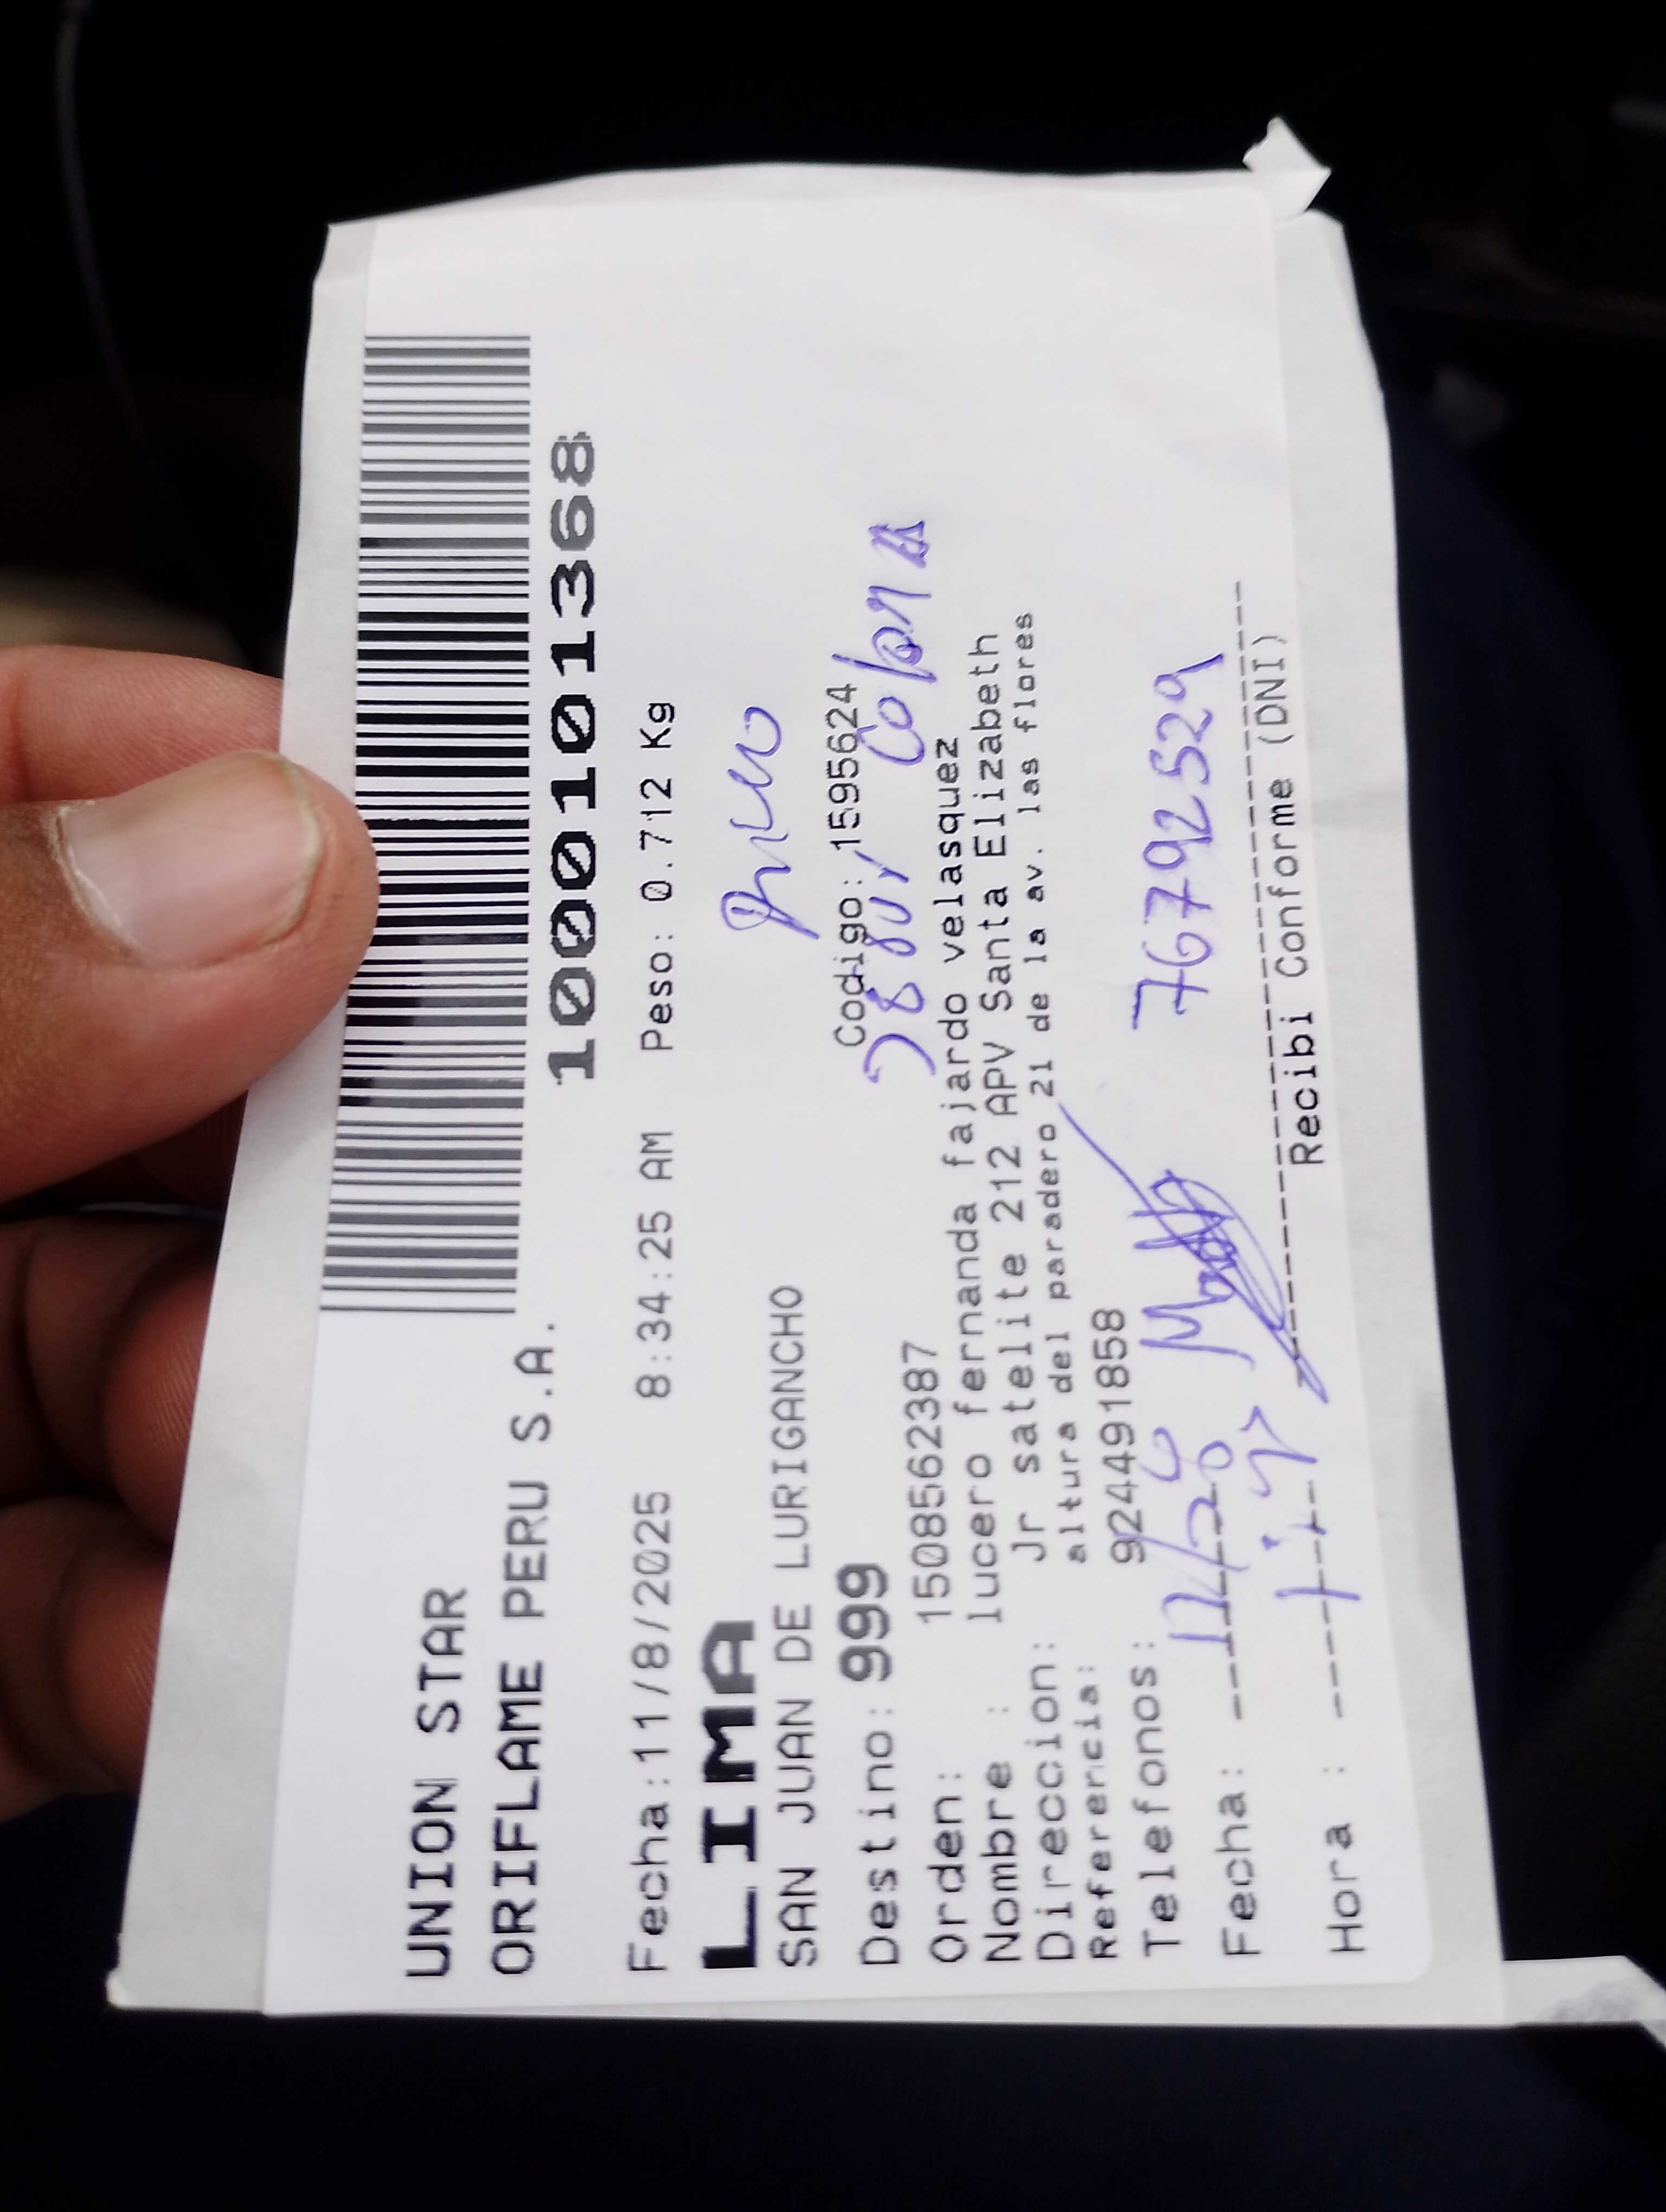 UNION STAR
ORIFLAME PERU S.A.
1000101368
Fecha:11/8/2025 8:34:25 AM Peso: 0.712 Kg
LIMA
SAN JUAN DE LURIGANCHO
Destino: 999 Codigo:1595624
Orden: 1508562387
Nombre : lucero fernanda fajardo velasquez
Direccion: Jr satelite 212 APV Santa Elizabeth
Referencia: altura del paradero 21 de la av. las flores
Telefonos: 924491858
76792529
Fecha:
Hora :
Recibi Conforme (DNI)